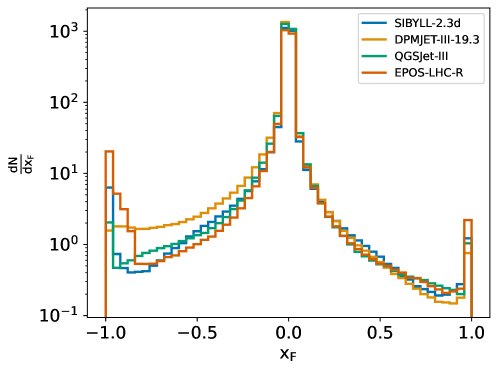 SIBYLL-2.3d
DPMJET-III-19.3
QGSJet-III
EPOS-LHC-R
10³
10²
10¹
10⁰
10⁻¹
dN
dx_F
−1.0 −0.5 0.0 0.5 1.0
x_F